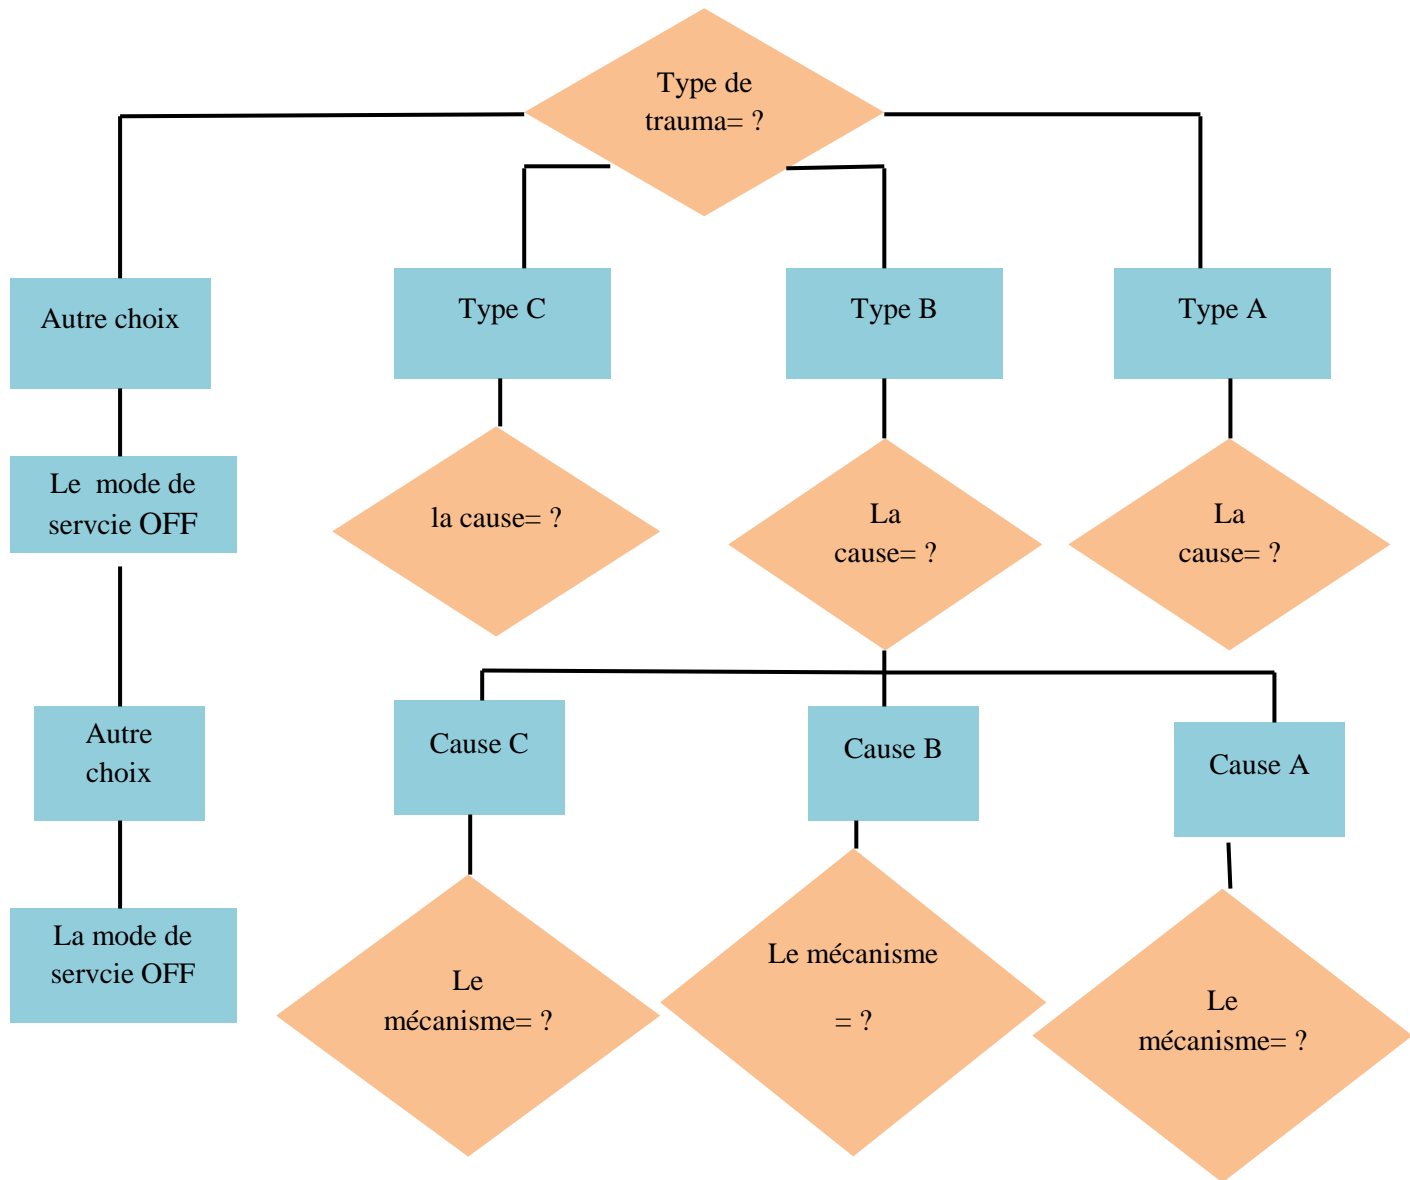 Type de
trauma= ?
Autre choix
Type C
Type B
Type A
Le  mode de
servcie OFF
la cause= ?
La
cause= ?
La
cause= ?
Autre
choix
Cause C
Cause B
Cause A
La mode de
servcie OFF
Le
mécanisme= ?
Le mécanisme
= ?
Le
mécanisme= ?